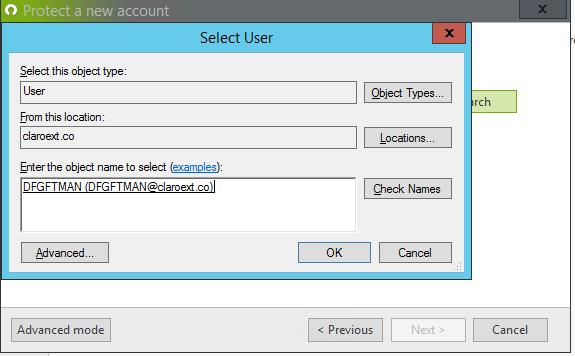 Protect a new account
X
Select User
X
Select this object type:
User
Object Types...
From this location:
claroext.co
Locations...
Enter the object name to select (examples):
DFGFTMAN (DFGFTMAN@claroext.co)
Check Names
Advanced...
OK
Cancel
Advanced mode
< Previous
Next >
Cancel